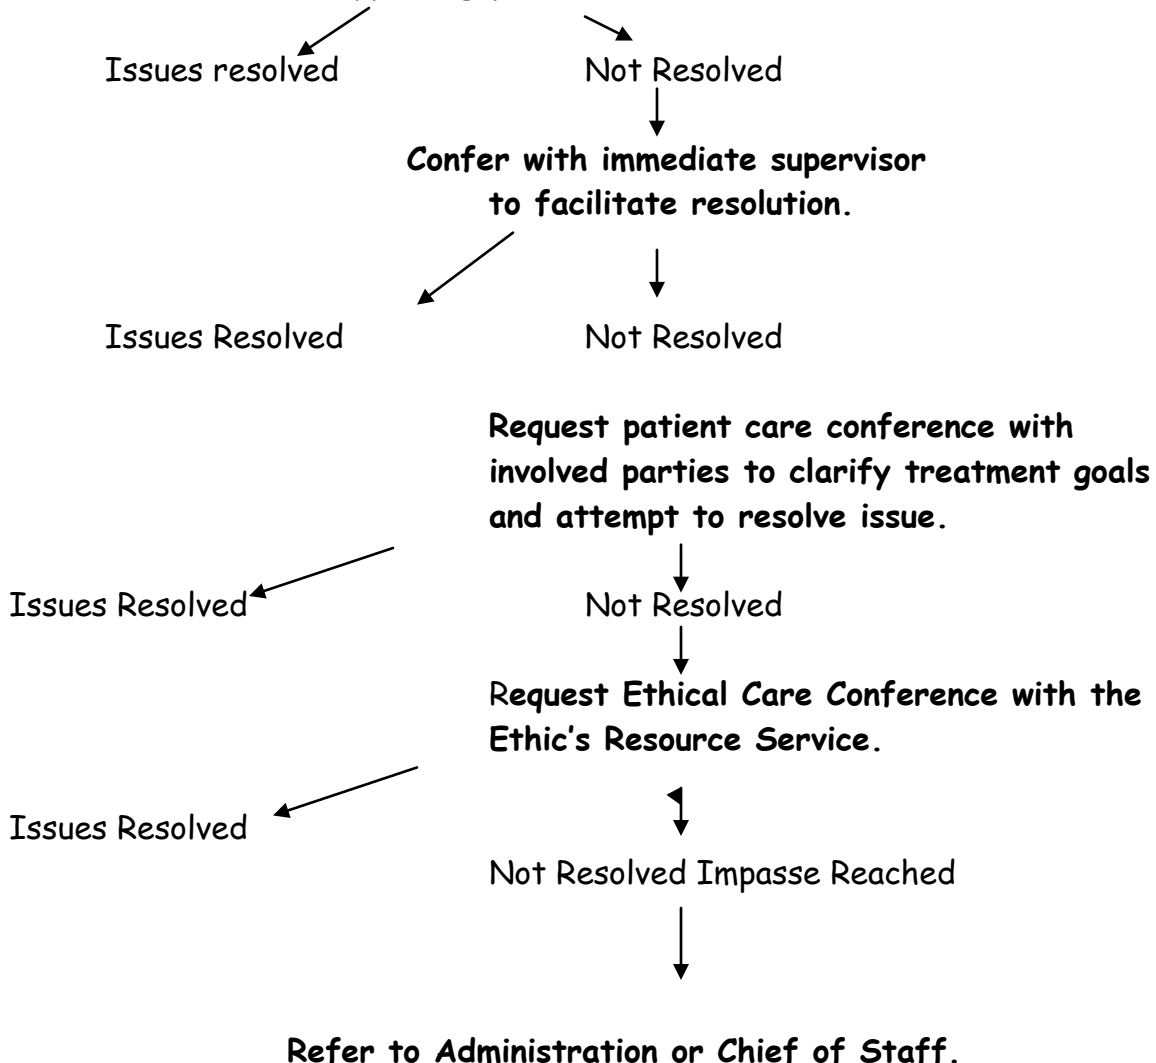 Issues resolved
Not Resolved
Confer with immediate supervisor
to facilitate resolution.
Issues Resolved
Not Resolved
Request patient care conference with
involved parties to clarify treatment goals
and attempt to resolve issue.
Issues Resolved
Not Resolved
Request Ethical Care Conference with the
Ethic's Resource Service.
Issues Resolved
Not Resolved Impasse Reached
Refer to Administration or Chief of Staff.